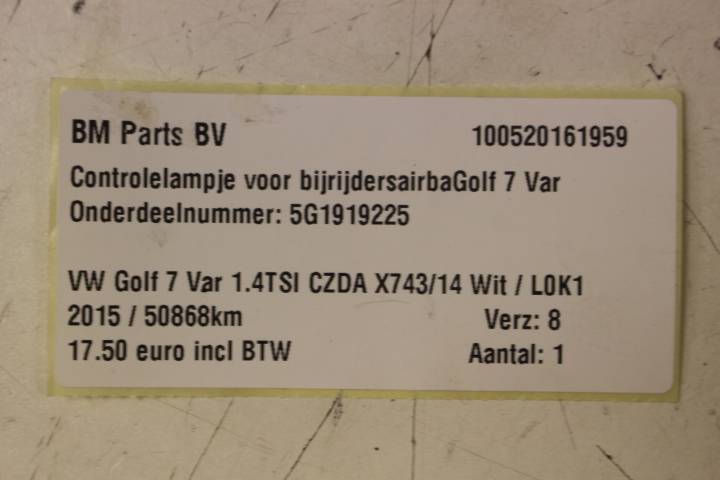 BM Parts BV 100520161959
Controlelampje voor bijrijdersairbaGolf 7 Var
Onderdeelnummer: 5G1919225
VW Golf 7 Var 1.4TSI CZDA X743/14 Wit / L0K1
2015 / 50868km Verz: 8
17.50 euro incl BTW Aantal: 1